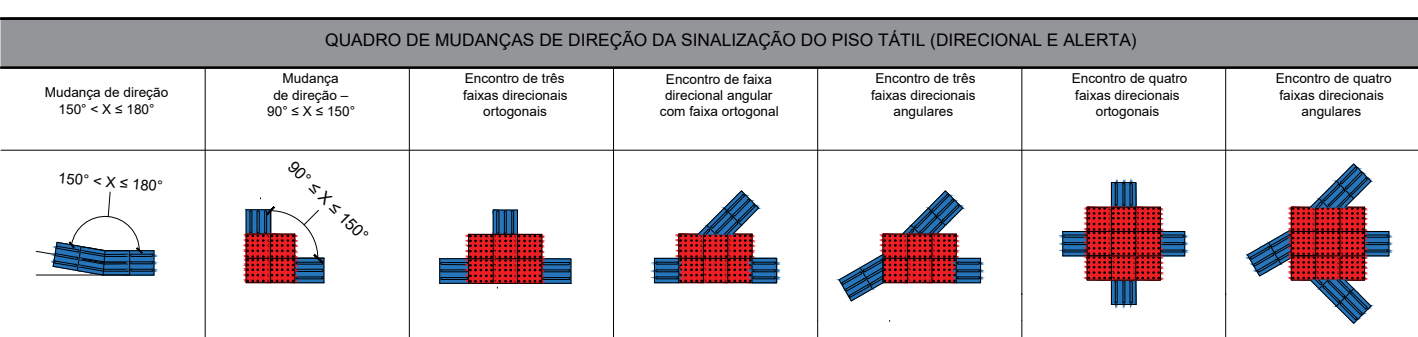 QUADRO DE MUDANÇAS DE DIREÇÃO DA SINALIZAÇÃO DO PISO TÁTIL (DIRECIONAL E ALERTA)
Mudança de direção
150° < X ≤ 180°
Mudança
de direção –
90° ≤ X ≤ 150°
Encontro de três
faixas direcionais
ortogonais
Encontro de faixa
direcional angular
com faixa ortogonal
Encontro de três
faixas direcionais
angulares
Encontro de quatro
faixas direcionais
ortogonais
Encontro de quatro
faixas direcionais
angulares
150° < X ≤ 180°
90° ≤ X ≤ 150°